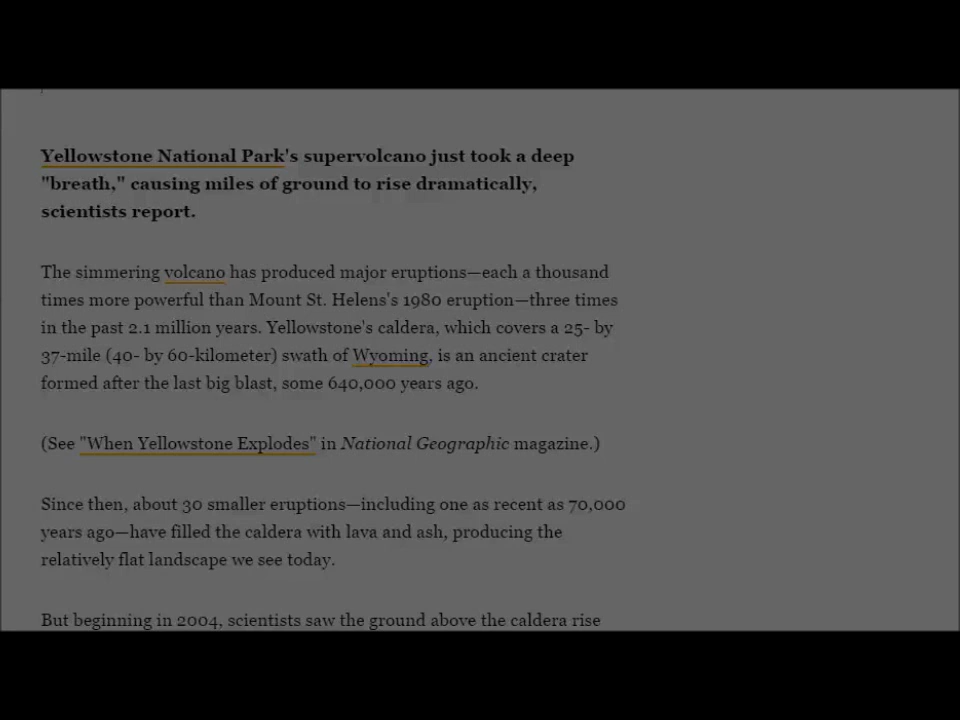 Yellowstone National Park's supervolcano just took a deep
"breath," causing miles of ground to rise dramatically,
scientists report.
The simmering volcano has produced major eruptions—each a thousand
times more powerful than Mount St. Helens's 1980 eruption—three times
in the past 2.1 million years. Yellowstone's caldera, which covers a 25- by
37-mile (40- by 60-kilometer) swath of Wyoming, is an ancient crater
formed after the last big blast, some 640,000 years ago.
(See "When Yellowstone Explodes" in National Geographic magazine.)
Since then, about 30 smaller eruptions—including one as recent as 70,000
years ago—have filled the caldera with lava and ash, producing the
relatively flat landscape we see today.
But beginning in 2004, scientists saw the ground above the caldera rise